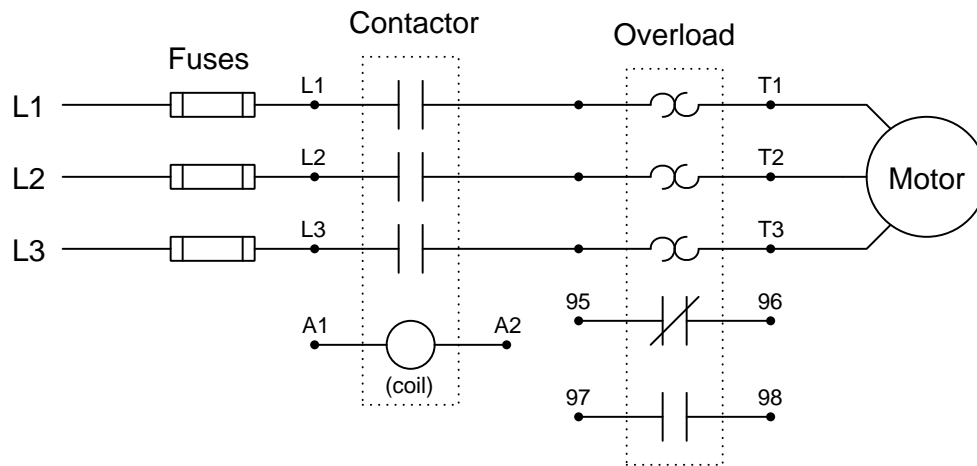 Contactor
Overload
Fuses
L1
L1
T1
L2
L2
T2
Motor
L3
L3
T3
95
96
A1
A2
(coil)
97
98